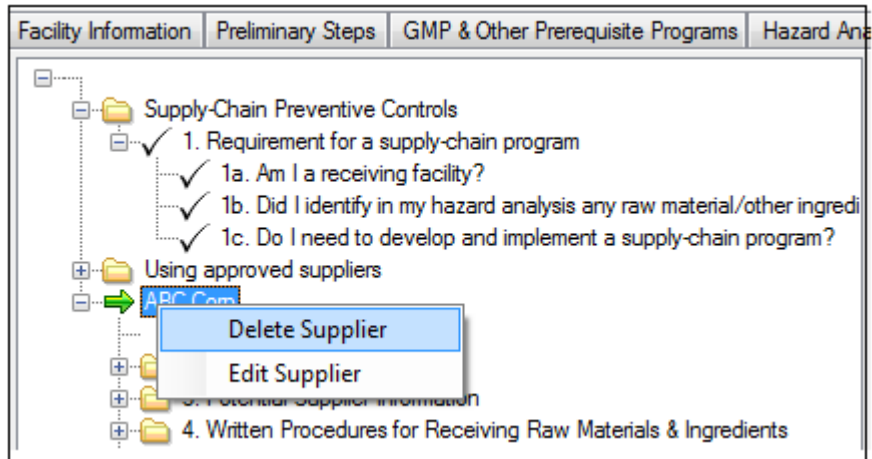 Facility Information Preliminary Steps GMP & Other Prerequisite Programs Hazard Ana
Supply-Chain Preventive Controls
1. Requirement for a supply-chain program
1a. Am I a receiving facility?
1b. Did I identify in my hazard analysis any raw material/other ingredi
1c. Do I need to develop and implement a supply-chain program?
Using approved suppliers
ABC Corp
Delete Supplier
Edit Supplier
3. Potential Supplier Information
4. Written Procedures for Receiving Raw Materials & Ingredients